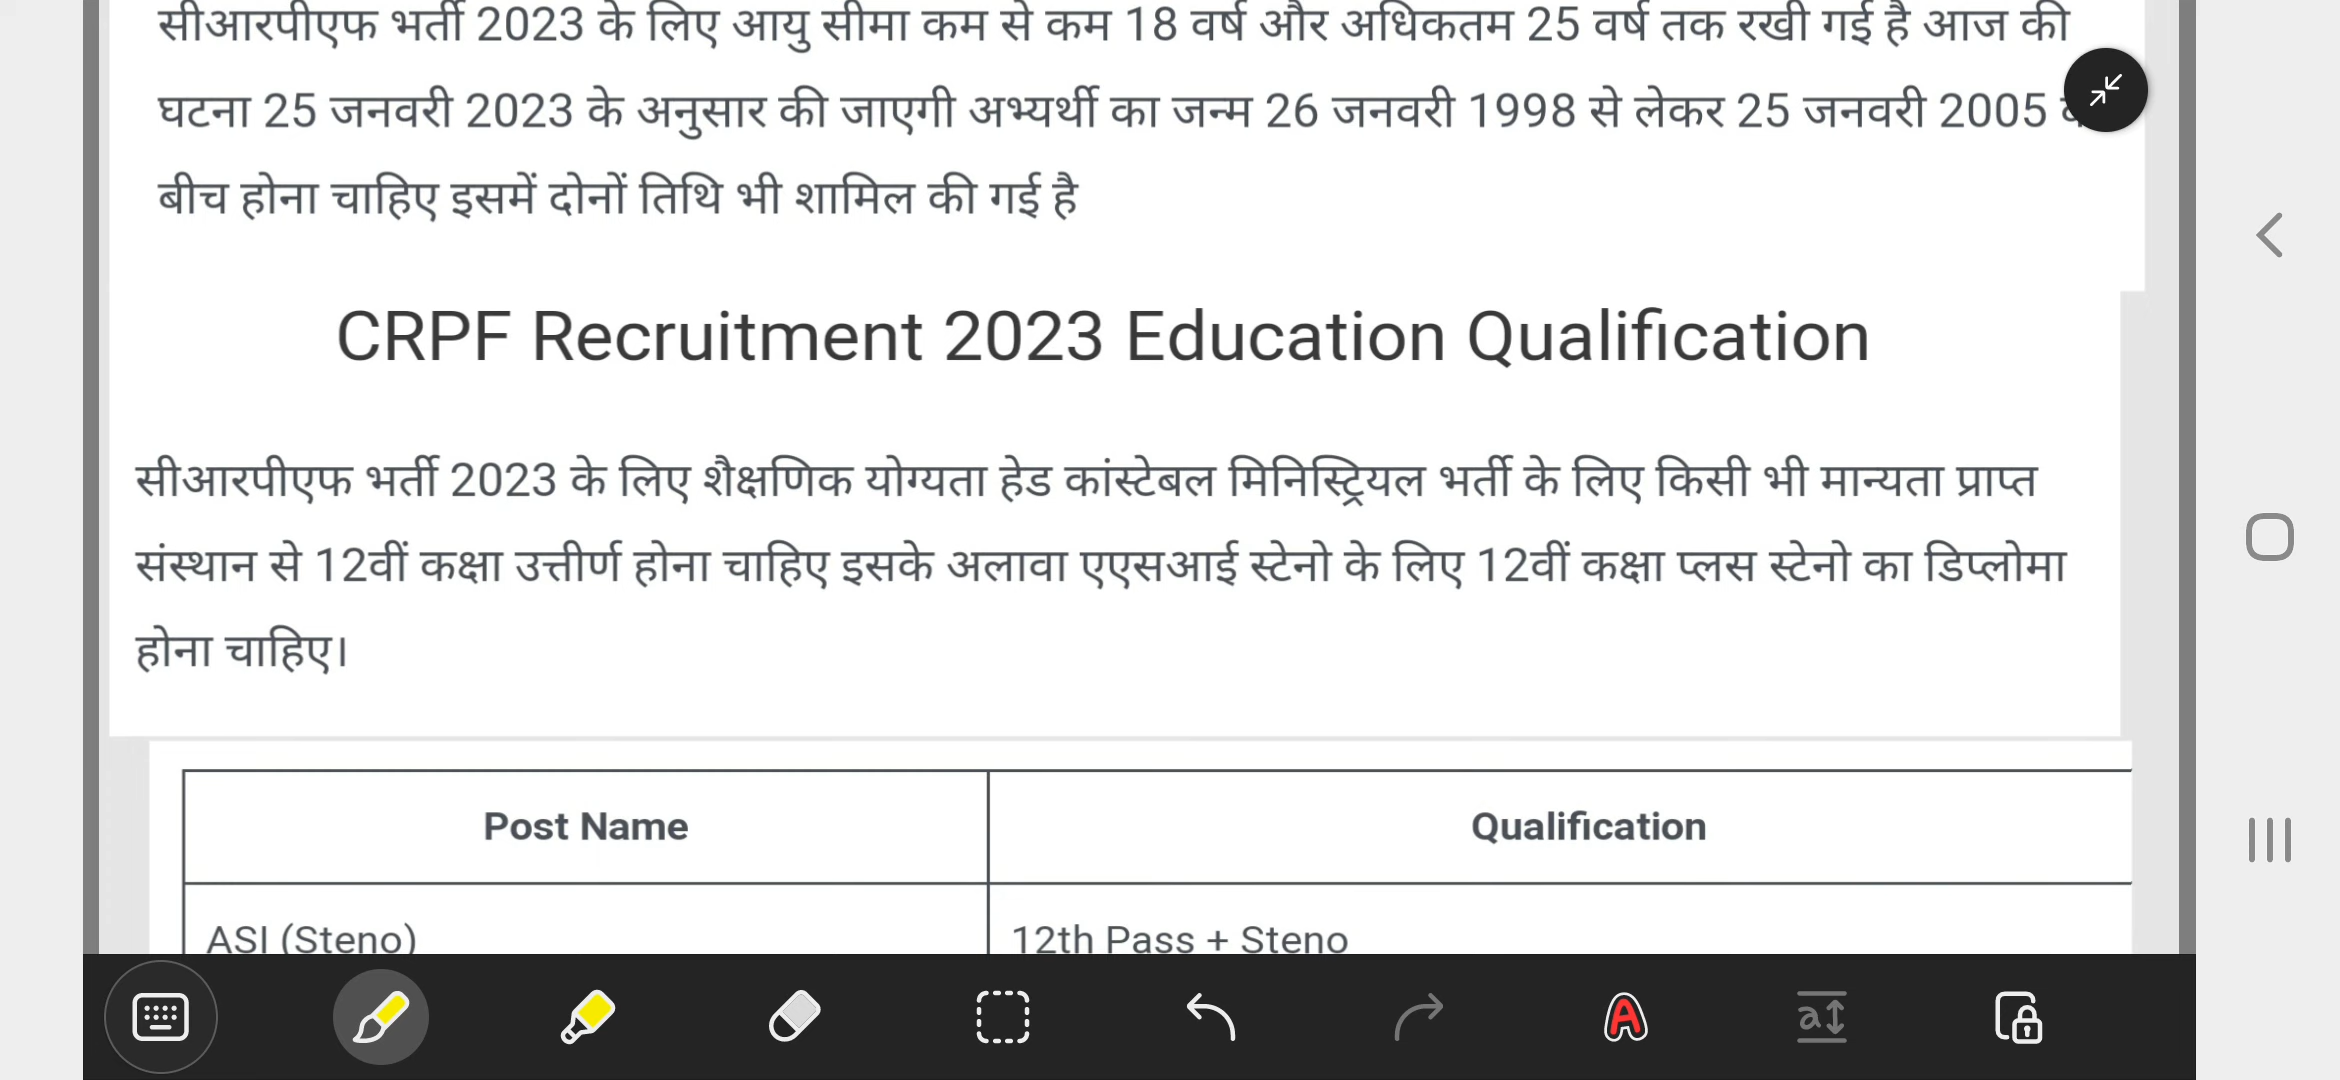 सीआरपीएफ भर्ती 2023 के लिए आयु सीमा कम से कम 18 वर्ष और अधिकतम 25 वर्ष तक रखी गई है आज की
घटना 25 जनवरी 2023 के अनुसार की जाएगी अभ्यर्थी का जन्म 26 जनवरी 1998 से लेकर 25 जनवरी 2005
बीच होना चाहिए इसमें दोनों तिथि भी शामिल की गई है
CRPF Recruitment 2023 Education Qualification
सीआरपीएफ भर्ती 2023 के लिए शैक्षणिक योग्यता हेड कांस्टेबल मिनिस्ट्रियल भर्ती के लिए किसी भी मान्यता प्राप्त
संस्थान से 12वीं कक्षा उत्तीर्ण होना चाहिए इसके अलावा एएसआई स्टेनो के लिए 12वीं कक्षा प्लस स्टेनो का डिप्लोमा
होना चाहिए।
Post Name Qualification
ASI (Steno) 12th Pass + Steno
A a